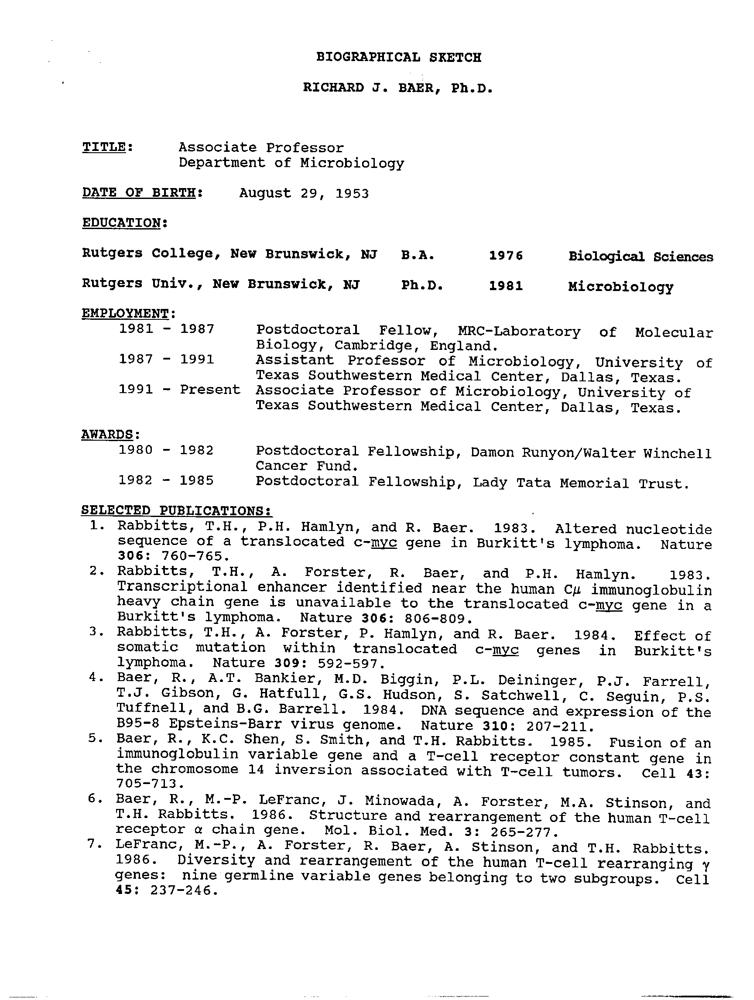 BIOGRAPHICAL SKETCH
RICHARD J. BAER, Ph.D.
TITLE: Associate Professor
Department of Microbiology
DATE OF BIRTH: August 29, 1953
EDUCATION:
Rutgers College, New Brunswick, NJ B.A. 1976 Biological Sciences
Rutgers Univ., New Brunswick, NJ Ph.D. 1981 Microbiology
EMPLOYMENT:
1981 - 1987 Postdoctoral Fellow, MRC-Laboratory of Molecular
Biology, Cambridge, England.
1987 - 1991 Assistant Professor of Microbiology, University of
Texas Southwestern Medical Center, Dallas, Texas.
1991 - Present Associate Professor of Microbiology, University of
Texas Southwestern Medical Center, Dallas, Texas.
AWARDS:
1980 - 1982 Postdoctoral Fellowship, Damon Runyon/Walter Winchell
Cancer Fund.
1982 - 1985 Postdoctoral Fellowship, Lady Tata Memorial Trust.
SELECTED PUBLICATIONS:
1. Rabbitts, T.H., P.H. Hamlyn, and R. Baer. 1983. Altered nucleotide
sequence of a translocated c-myc gene in Burkitt's lymphoma. Nature
306: 760-765.
2. Rabbitts, T.H., A. Forster, R. Baer, and P.H. Hamlyn. 1983.
Transcriptional enhancer identified near the human Cμ immunoglobulin
heavy chain gene is unavailable to the translocated c-myc gene in a
Burkitt's lymphoma. Nature 306: 806-809.
3. Rabbitts, T.H., A. Forster, P. Hamlyn, and R. Baer. 1984. Effect of
somatic mutation within translocated c-myc genes in Burkitt's
lymphoma. Nature 309: 592-597.
4. Baer, R., A.T. Bankier, M.D. Biggin, P.L. Deininger, P.J. Farrell,
T.J. Gibson, G. Hatfull, G.S. Hudson, S. Satchwell, C. Sequin, P.S.
Tuffnell, and B.G. Barrell. 1984. DNA sequence and expression of the
B95-8 Epsteins-Barr virus genome. Nature 310: 207-211.
5. Baer, R., K.C. Shen, S. Smith, and T.H. Rabbitts. 1985. Fusion of an
immunoglobulin variable gene and a T-cell receptor constant gene in
the chromosome 14 inversion associated with T-cell tumors. Cell 43:
705-713.
6. Baer, R., M.-P. LeFranc, J. Minowada, A. Forster, M.A. Stinson, and
T.H. Rabbitts. 1986. Structure and rearrangement of the human T-cell
receptor α chain gene. Mol. Biol. Med. 3: 265-277.
7. LeFranc, M.-P., A. Forster, R. Baer, A. Stinson, and T.H. Rabbitts.
1986. Diversity and rearrangement of the human T-cell rearranging γ
genes: nine germline variable genes belonging to two subgroups. Cell
45: 237-246.